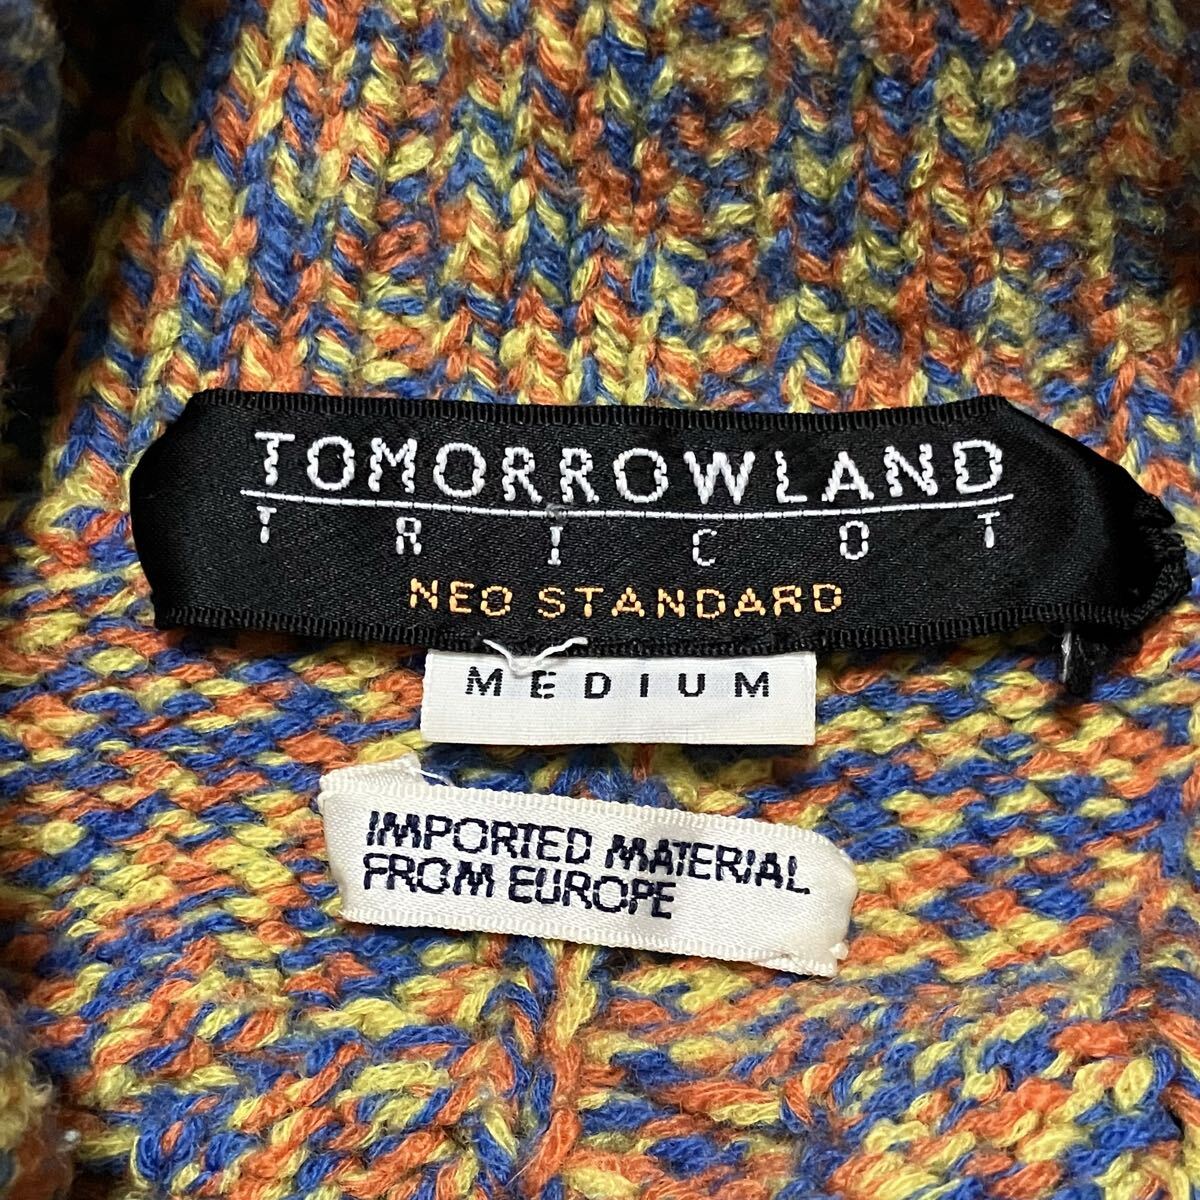 TOMORROWLAND
TRICOT
NEO STANDARD
MEDIUM
IMPORTED MATERIAL
FROM EUROPE